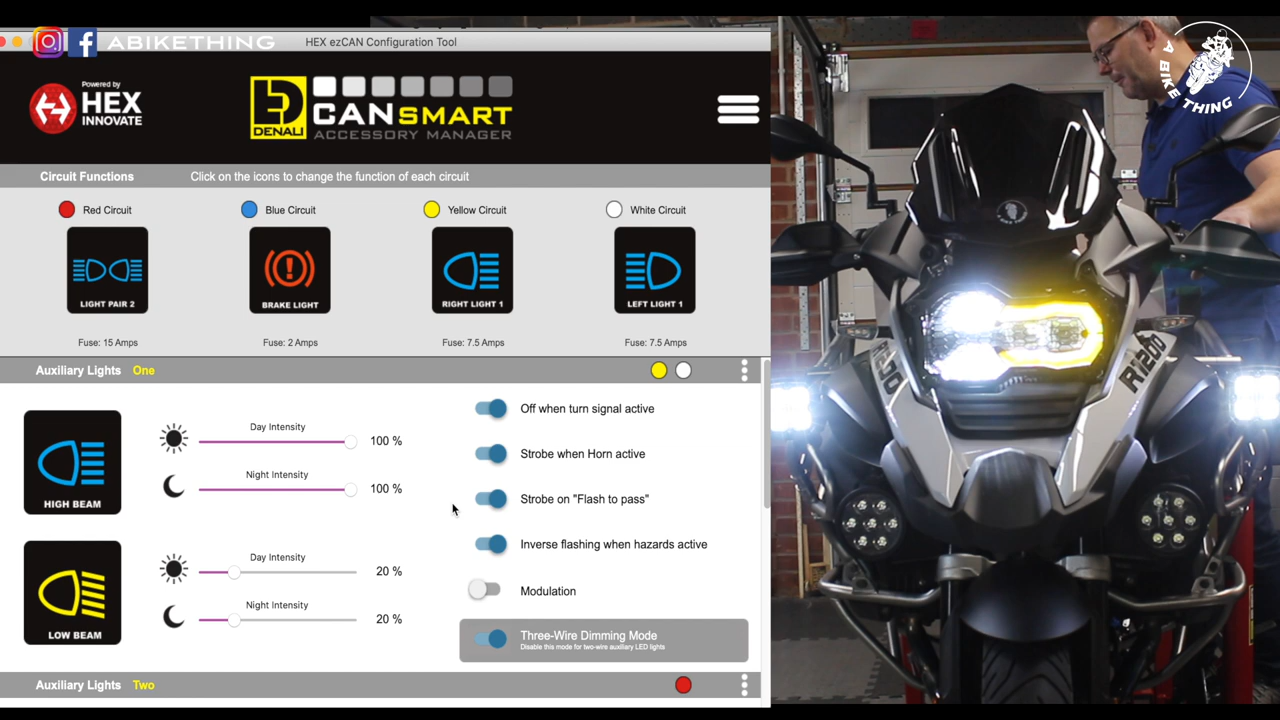 ABIKETHING
HEX ezCAN Configuration Tool
Powered by
HEX
INNOVATE
DENALI
CANSMART
ACCESSORY MANAGER
Circuit Functions
Click on the icons to change the function of each circuit
Red Circuit
Blue Circuit
Yellow Circuit
White Circuit
LIGHT PAIR 2
BRAKE LIGHT
RIGHT LIGHT 1
LEFT LIGHT 1
Fuse: 15 Amps
Fuse: 2 Amps
Fuse: 7.5 Amps
Fuse: 7.5 Amps
Auxiliary Lights One
HIGH BEAM
Day Intensity
100 %
Night Intensity
100 %
LOW BEAM
Day Intensity
20 %
Night Intensity
20 %
Off when turn signal active
Strobe when Horn active
Strobe on "Flash to pass"
Inverse flashing when hazards active
Modulation
Three-Wire Dimming Mode
Disable this mode for two-wire auxiliary LED lights
Auxiliary Lights Two
A BIKE THING
R1200
R1200